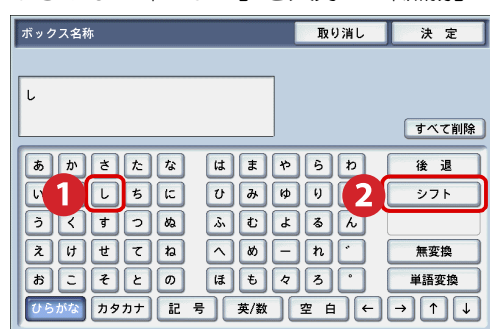 ボックス名称 取り消し 決 定
し
すべて削除
あ か さ た な は ま や ら わ 後 退
い 1 し ち に ひ み ゆ り 2 シフト
う く す つ ぬ ふ む よ る ん
え け せ て ね へ め ー れ ゛ 無変換
お こ そ と の ほ も 々 ろ ゜ 単語変換
ひらがな カタカナ 記 号 英/数 空 白 ← → ↑ ↓